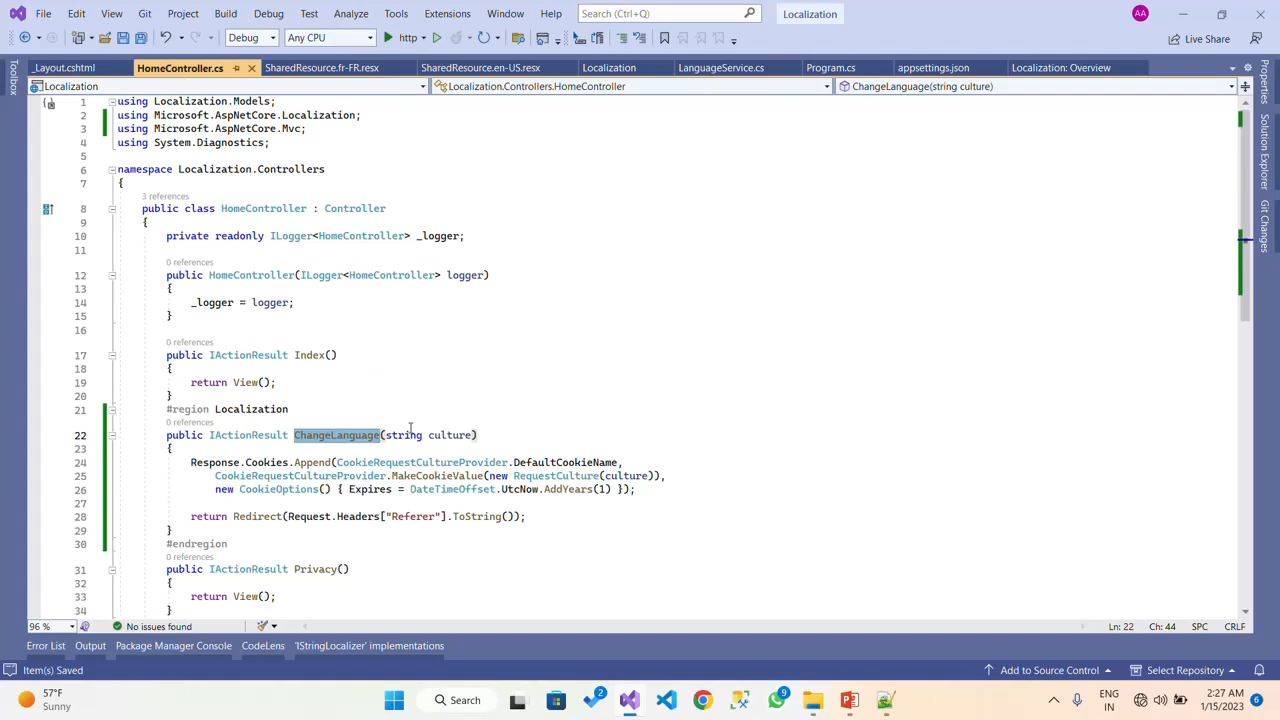 File Edit View Git Project Build Debug Test Analyze Tools Extensions Window Help Search (Ctrl+Q) Localization AA
Debug Any CPU http Live Share
_Layout.cshtml HomeController.cs SharedResource.fr-FR.resx SharedResource.en-US.resx Localization LanguageService.cs Program.cs appsettings.json Localization: Overview
Localization Localization.Controllers.HomeController ChangeLanguage(string culture)
Toolbox
Properties
Solution Explorer
Git Changes
1 using Localization.Models;
2 using Microsoft.AspNetCore.Localization;
3 using Microsoft.AspNetCore.Mvc;
4 using System.Diagnostics;
5
6 namespace Localization.Controllers
7 {
3 references
8 public class HomeController : Controller
9 {
10 private readonly ILogger<HomeController> _logger;
11
0 references
12 public HomeController(ILogger<HomeController> logger)
13 {
14 _logger = logger;
15 }
16
0 references
17 public IActionResult Index()
18 {
19 return View();
20 }
21 #region Localization
0 references
22 public IActionResult ChangeLanguage(string culture)
23 {
24 Response.Cookies.Append(CookieRequestCultureProvider.DefaultCookieName,
25 CookieRequestCultureProvider.MakeCookieValue(new RequestCulture(culture)),
26 new CookieOptions() { Expires = DateTimeOffset.UtcNow.AddYears(1) });
27
28 return Redirect(Request.Headers["Referer"].ToString());
29 }
30 #endregion
0 references
31 public IActionResult Privacy()
32 {
33 return View();
34 }
96 % No issues found Ln: 22 Ch: 44 SPC CRLF
Error List Output Package Manager Console CodeLens 'IStringLocalizer' implementations
Item(s) Saved Add to Source Control Select Repository
57°F
Sunny
Search
2
9
ENG
IN
2:27 AM
1/15/2023
6